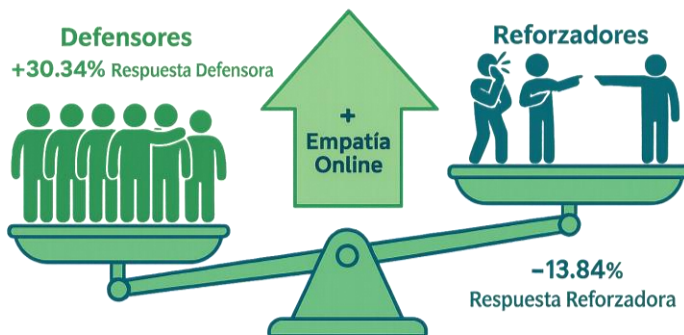 Defensores
+30.34% Respuesta Defensora
+
Empatía
Online
Reforzadores
−13.84%
Respuesta Reforzadora